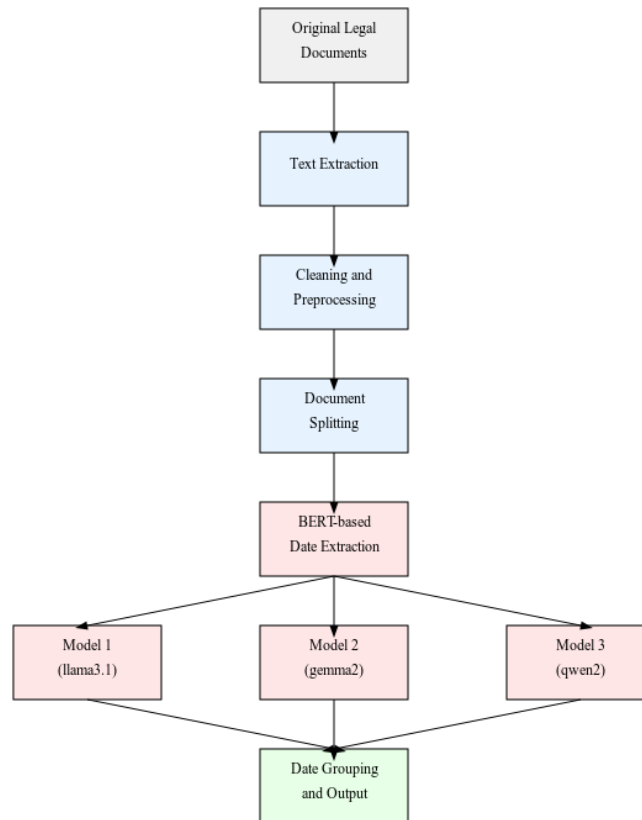 Original Legal
Documents
Text Extraction
Cleaning and
Preprocessing
Document
Splitting
BERT-based
Date Extraction
Model 1
(llama3.1)
Model 2
(gemma2)
Model 3
(qwen2)
Date Grouping
and Output